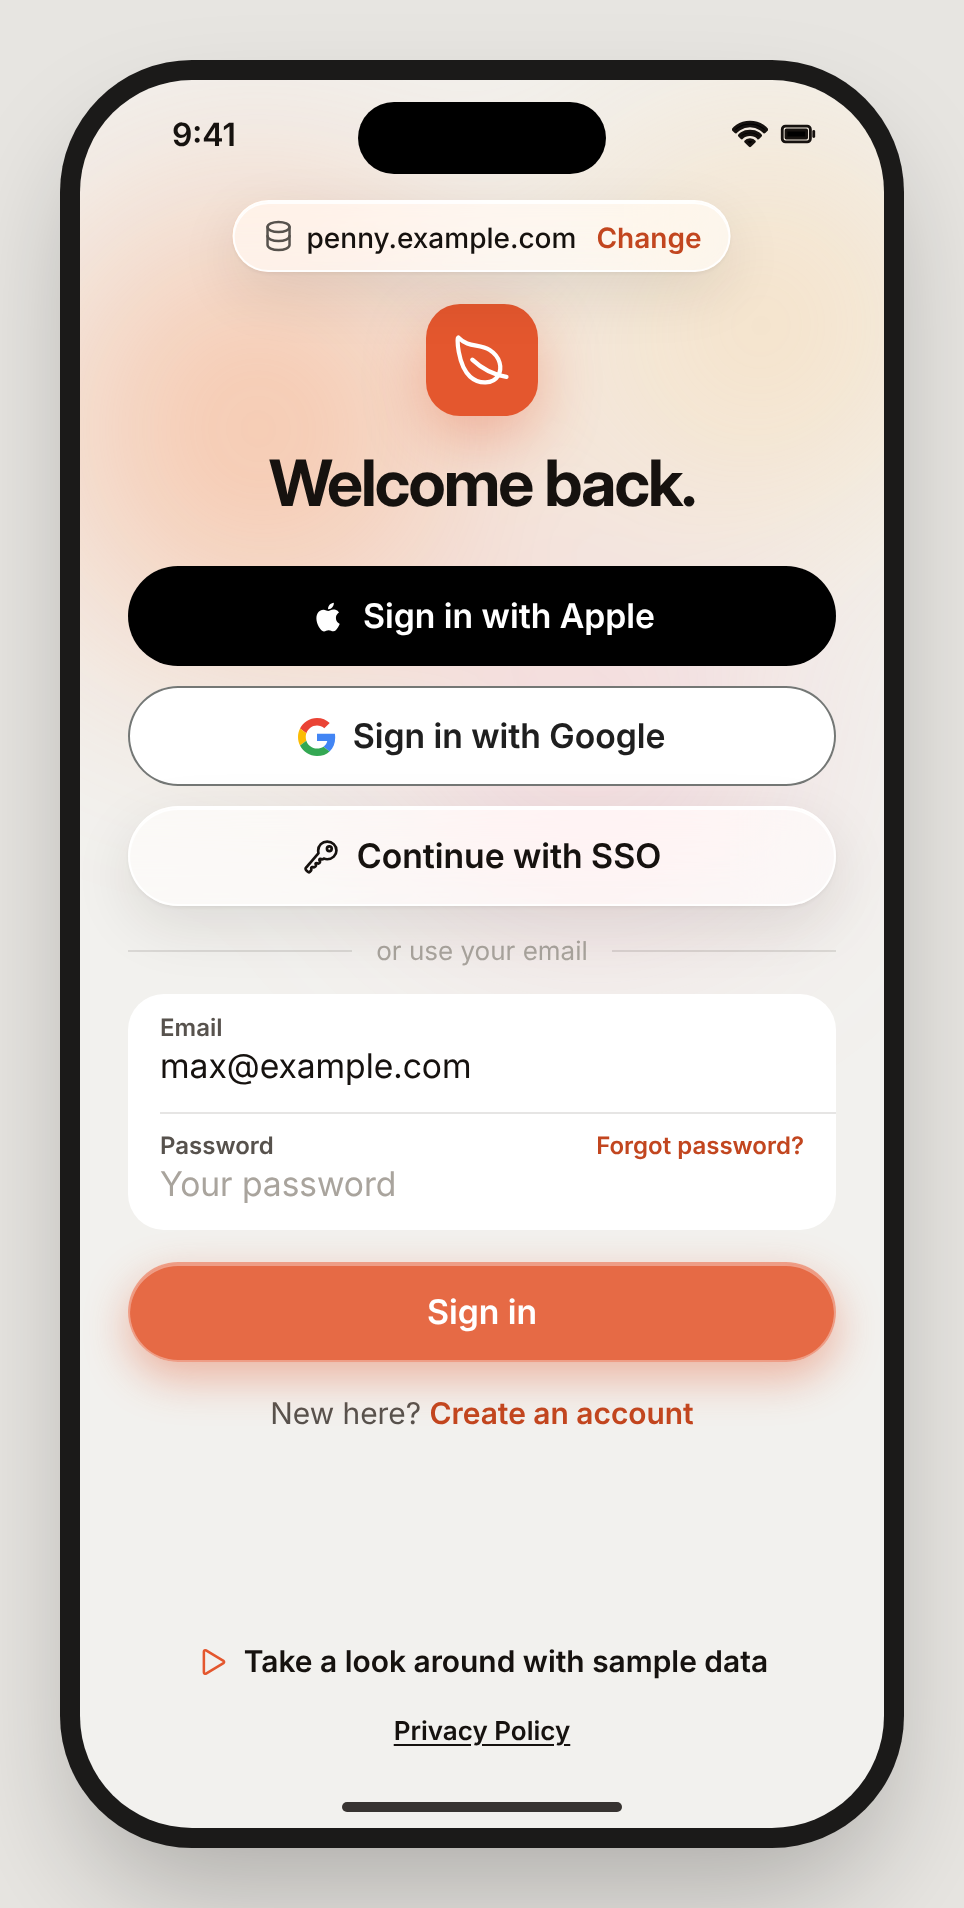 9:41
penny.example.com Change
Welcome back.
Sign in with Apple
Sign in with Google
Continue with SSO
or use your email
Email
max@example.com
Password Forgot password?
Your password
Sign in
New here? Create an account
Take a look around with sample data
Privacy Policy